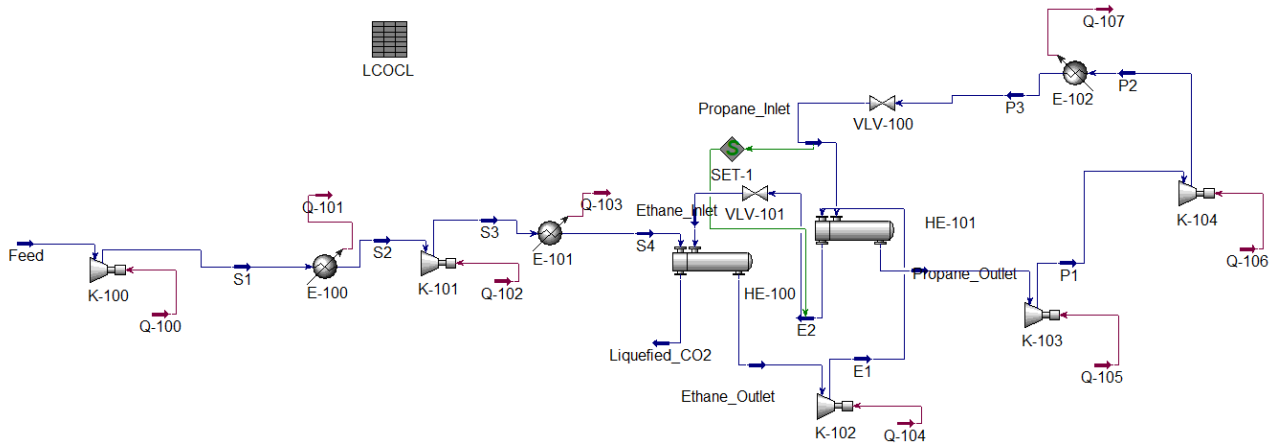 Q-107
LCOCL
P2
E-102
P3
Propane_Inlet
VLV-100
S
SET-1
Q-101
Q-103
VLV-101
K-104
Ethane_Inlet
HE-101
S3
S4
S2
Feed
E-101
P1
Q-106
Propane_Outlet
S1
K-100
E-100
K-101
Q-102
HE-100
Q-100
E2
K-103
Liquefied_CO2
E1
Q-105
Ethane_Outlet
K-102
Q-104